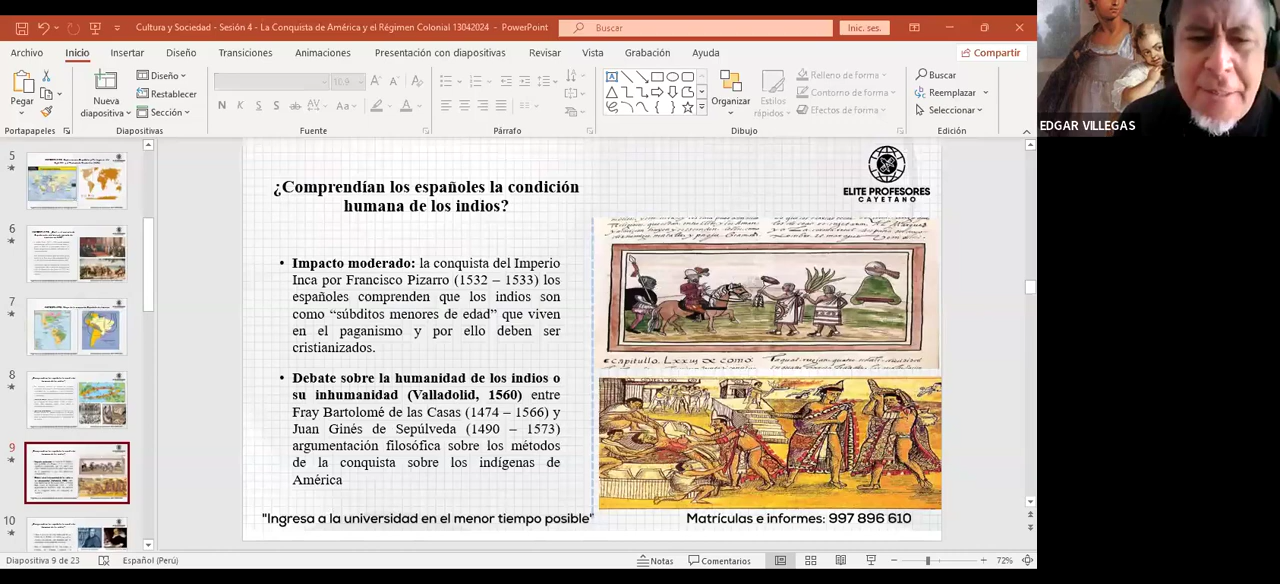 Cultura y Sociedad - Sesión 4 - La Conquista de América y el Régimen Colonial 13042024 - PowerPoint
Buscar
Inic. ses.
Archivo Inicio Insertar Diseño Transiciones Animaciones Presentación con diapositivas Revisar Vista Grabación Ayuda
Compartir
Pegar
Nueva
diapositiva
Diseño
Restablecer
Sección
Organizar
Estilos
rápidos
Relleno de forma
Contorno de forma
Efectos de forma
Buscar
Reemplazar
Seleccionar
Portapapeles Diapositivas Fuente Párrafo Dibujo Edición
EDGAR VILLEGAS
5
6
7
8
9
10
¿Comprendían los españoles la condición
humana de los indios?
ELITE PROFESORES
CAYETANO
• Impacto moderado: la conquista del Imperio
Inca por Francisco Pizarro (1532 – 1533) los
españoles comprenden que los indios son
como “súbditos menores de edad” que viven
en el paganismo y por ello deben ser
cristianizados.
• Debate sobre la humanidad de los indios o
su inhumanidad (Valladolid, 1560) entre
Fray Bartolomé de las Casas (1474 – 1566) y
Juan Ginés de Sepúlveda (1490 – 1573)
argumentación filosófica sobre los métodos
de la conquista sobre los indígenas de
América
"Ingresa a la universidad en el menor tiempo posible"
Matrículas e informes: 997 896 610
Diapositiva 9 de 23
Español (Perú)
Notas
Comentarios
72%